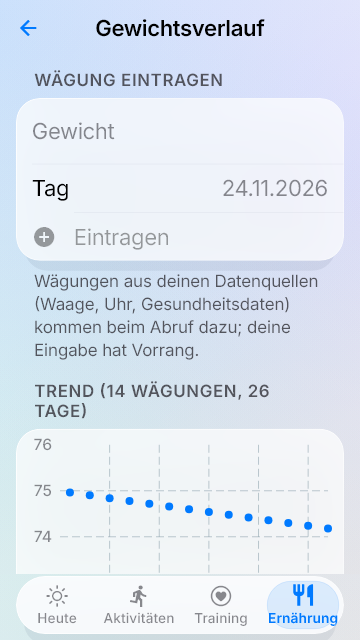 Gewichtsverlauf
WÄGUNG EINTRAGEN
Gewicht
Tag 24.11.2026
Eintragen
Wägungen aus deinen Datenquellen
(Waage, Uhr, Gesundheitsdaten)
kommen beim Abruf dazu; deine
Eingabe hat Vorrang.
TREND (14 WÄGUNGEN, 26
TAGE)
76
75
74
Heute Aktivitäten Training Ernährung